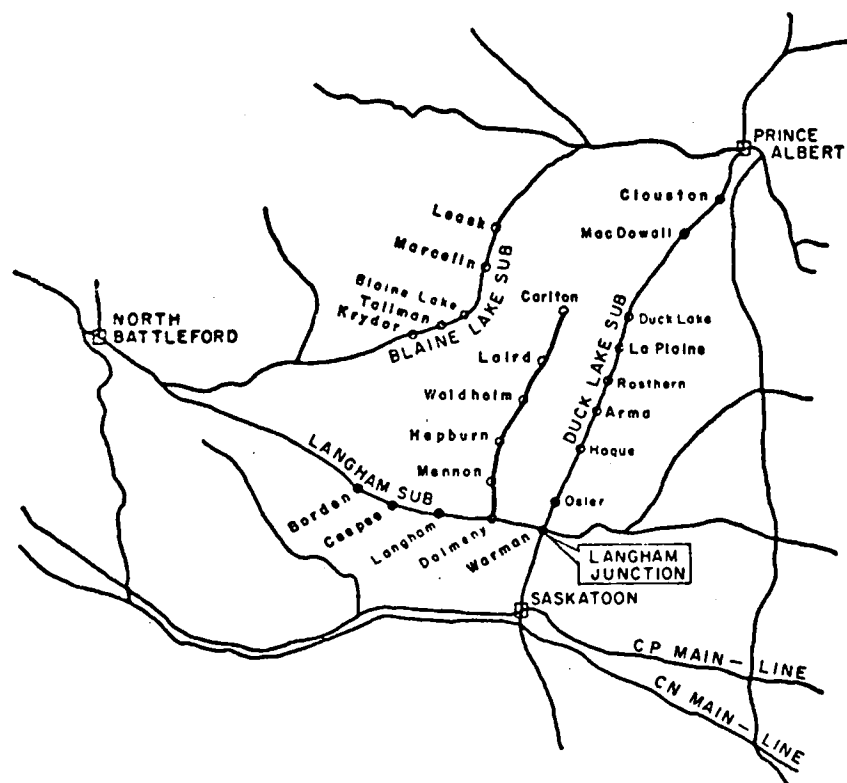 PRINCE
ALBERT
Clouston
MacDowall
Leask
Marcelin
Blaine Lake
Tallman
Krydor
BLAINE LAKE SUB
NORTH
BATTLEFORD
Carlton
Laird
Waldheim
Hepburn
Mennon
DUCK LAKE SUB
Duck Lake
La Plaine
Rosthern
Arma
Hague
Osler
LANGHAM SUB
Borden
Ceepee
Langham
Dalmeny
Warman
LANGHAM
JUNCTION
SASKATOON
CP MAIN-LINE
CN MAIN-LINE